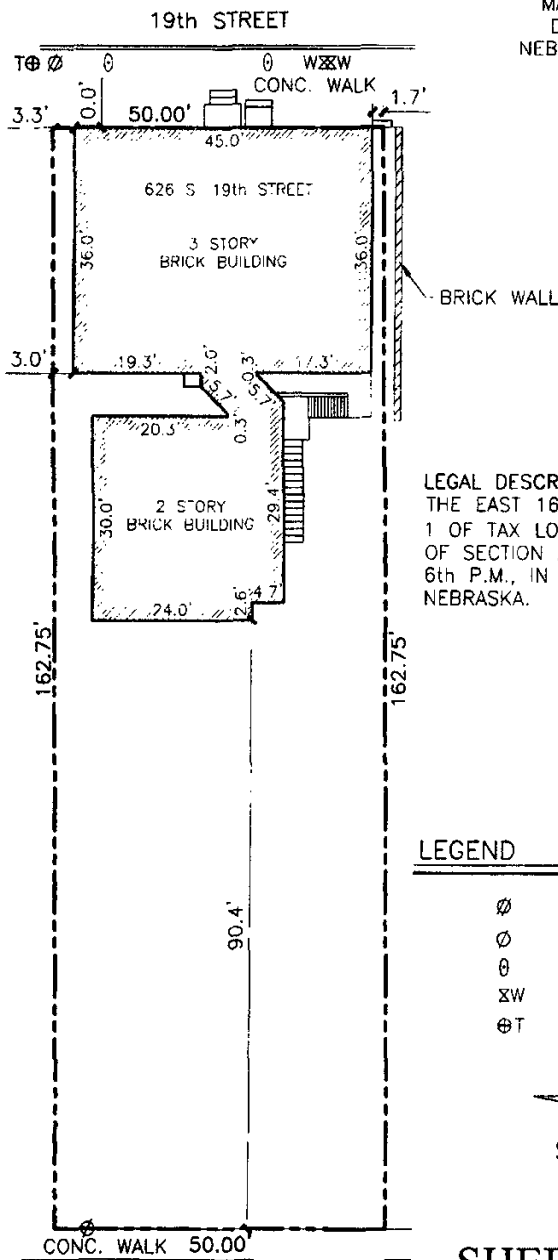 19th STREET
MA
D
NEB
T⊕ Ø
W
W
CONC. WALK
3.3'
0.0'
50.00'
1.7'
45.0'
626 S 19th STREET
3 STORY
BRICK BUILDING
36.0'
36.0'
BRICK WALL
3.0'
19.3'
2.0'
0.3'
17.3'
5.7'
5.7'
20.3'
0.3'
30.0'
2 STORY
BRICK BUILDING
29.4'
24.0'
2.6'
4.7'
LEGAL DESCR
THE EAST 16
1 OF TAX LO
OF SECTION
6th P.M., IN
NEBRASKA.
162.75'
162.75'
LEGEND
Ø
Ø
θ
W
⊕T
90.4'
S
CONC. WALK 50.00'
SHEF